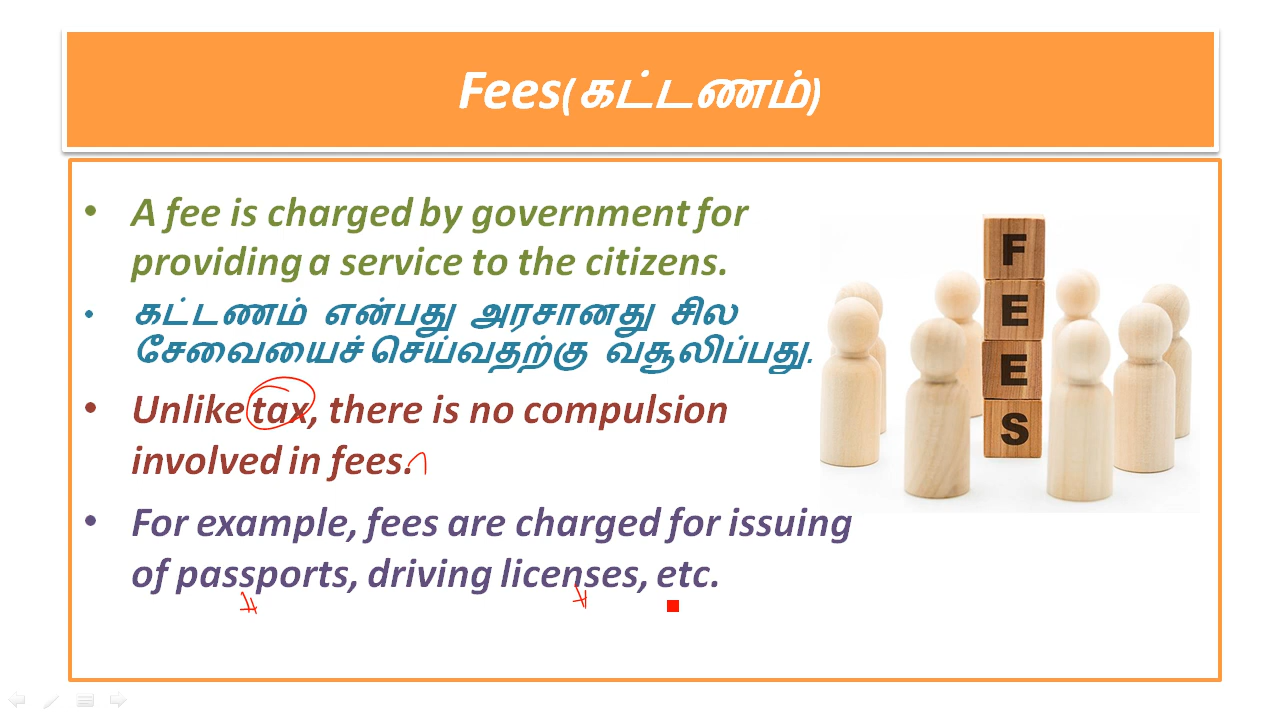 Fees(கட்டணம்)
• A fee is charged by government for
providing a service to the citizens.
• கட்டணம் என்பது அரசானது சில
சேவையைச் செய்வதற்கு வசூலிப்பது.
• Unlike tax, there is no compulsion
involved in fees.
• For example, fees are charged for issuing
of passports, driving licenses, etc.
F
E
E
S